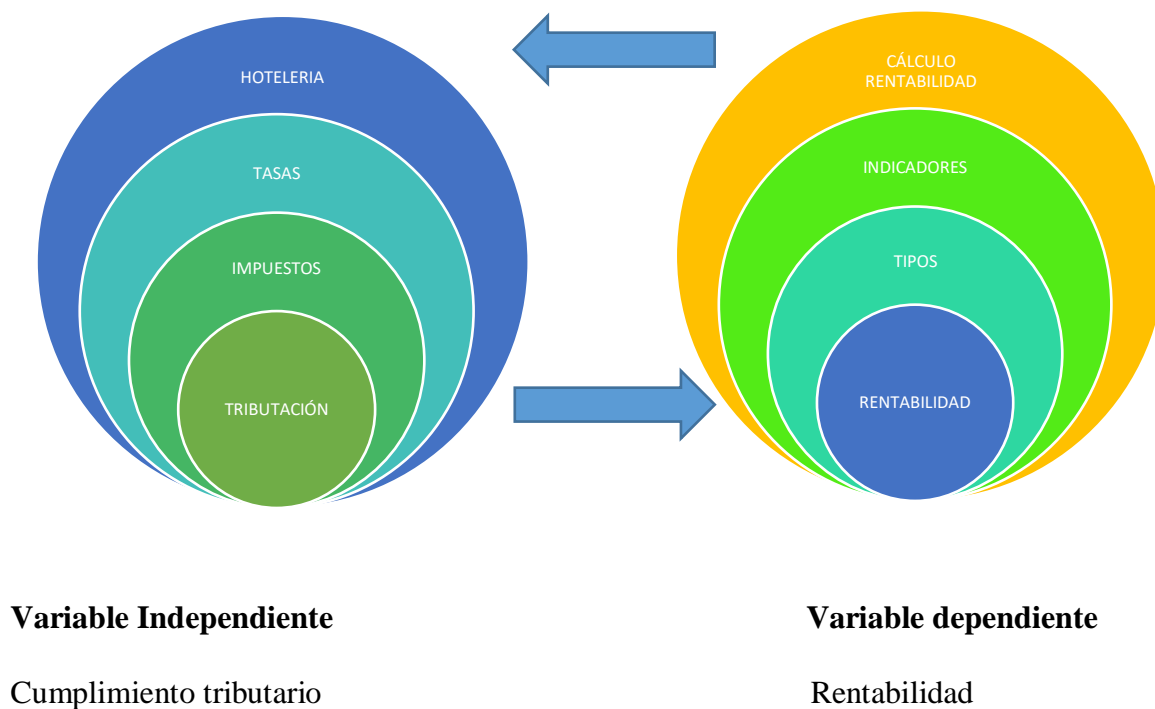 HOTELERIA
TASAS
IMPUESTOS
TRIBUTACIÓN
CÁLCULO
RENTABILIDAD
INDICADORES
TIPOS
RENTABILIDAD
Variable Independiente
Variable dependiente
Cumplimiento tributario
Rentabilidad